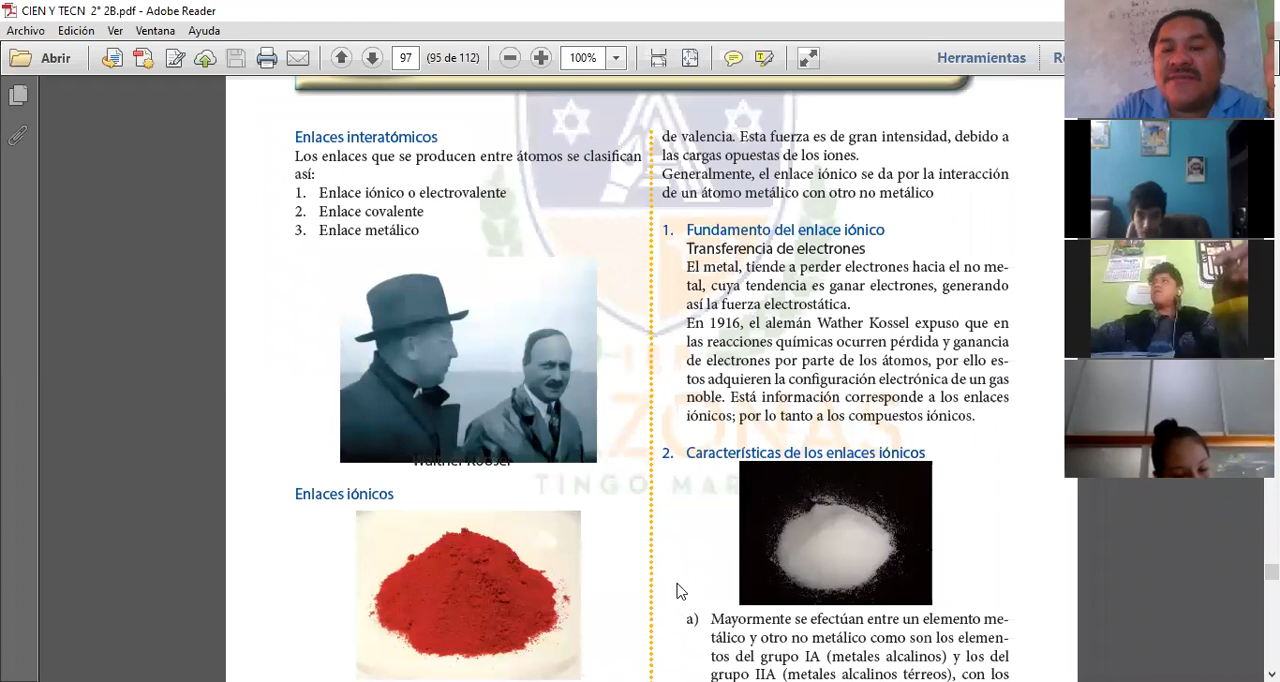 CIEN Y TECN 2° 2B.pdf - Adobe Reader
Archivo Edición Ver Ventana Ayuda
Abrir
97 (95 de 112)
100%
Herramientas
Enlaces interatómicos
Los enlaces que se producen entre átomos se clasifican
así:
1. Enlace iónico o electrovalente
2. Enlace covalente
3. Enlace metálico
Enlaces iónicos
de valencia. Esta fuerza es de gran intensidad, debido a
las cargas opuestas de los iones.
Generalmente, el enlace iónico se da por la interacción
de un átomo metálico con otro no metálico
1. Fundamento del enlace iónico
Transferencia de electrones
El metal, tiende a perder electrones hacia el no me-
tal, cuya tendencia es ganar electrones, generando
así la fuerza electrostática.
En 1916, el alemán Wather Kossel expuso que en
las reacciones químicas ocurren pérdida y ganancia
de electrones por parte de los átomos, por ello es-
tos adquieren la configuración electrónica de un gas
noble. Está información corresponde a los enlaces
iónicos; por lo tanto a los compuestos iónicos.
2. Características de los enlaces iónicos
a) Mayormente se efectúan entre un elemento me-
tálico y otro no metálico como son los elemen-
tos del grupo IA (metales alcalinos) y los del
grupo IIA (metales alcalinos térreos), con los
TINGO MAR